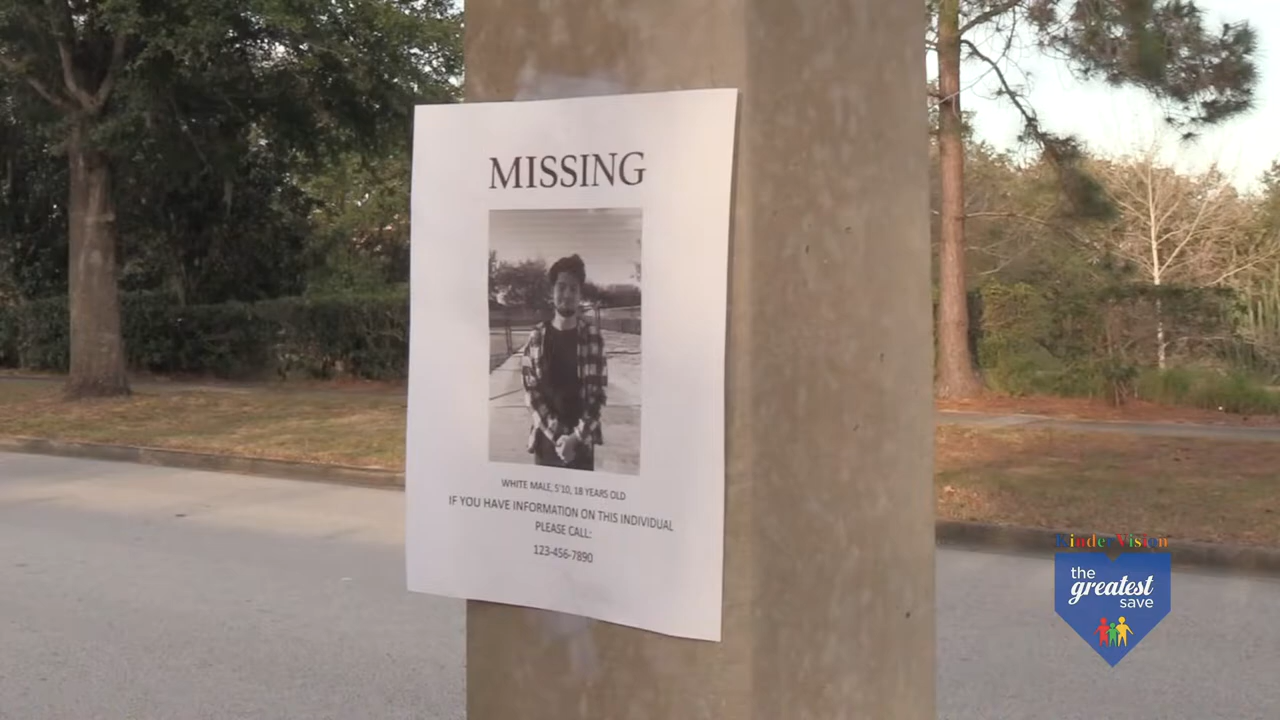 MISSING
WHITE MALE, 5'10, 18 YEARS OLD
IF YOU HAVE INFORMATION ON THIS INDIVIDUAL
PLEASE CALL:
123-456-7890
KinderVision
the
greatest
save